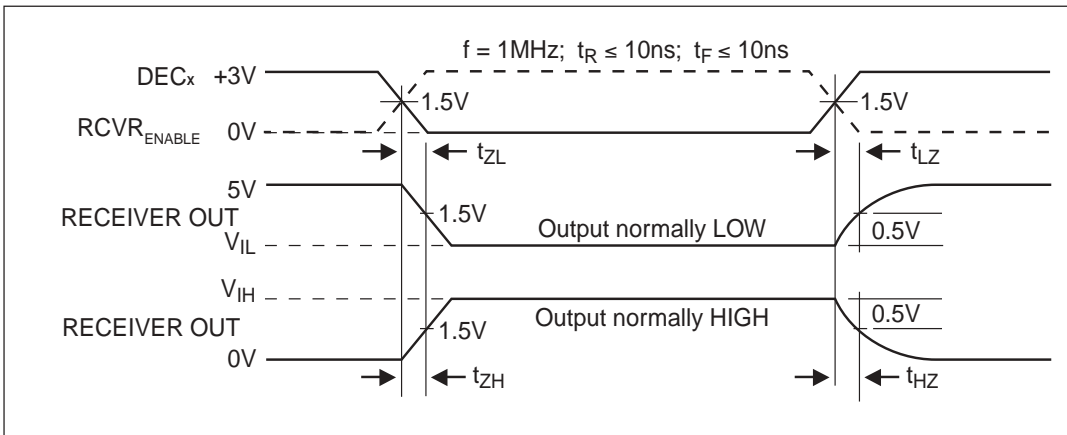 f = 1MHz; tR ≤ 10ns; tF ≤ 10ns
DECx +3V
1.5V
1.5V
RCVRENABLE 0V
tZL
tLZ
5V
RECEIVER OUT
1.5V
Output normally LOW
0.5V
VIL
VIH
RECEIVER OUT
1.5V
Output normally HIGH
0.5V
0V
tZH
tHZ